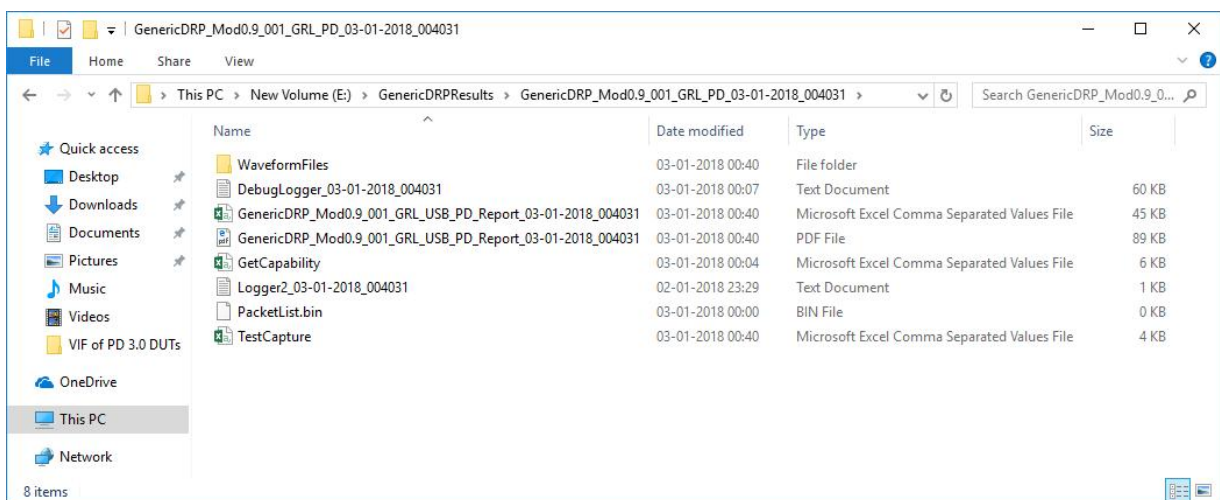 GenericDRP_Mod0.9_001_GRL_PD_03-01-2018_004031
File Home Share View
This PC > New Volume (E:) > GenericDRPResults > GenericDRP_Mod0.9_001_GRL_PD_03-01-2018_004031 > Search GenericDRP_Mod0.9_0...
Name Date modified Type Size
Quick access
Desktop
Downloads
Documents
Pictures
Music
Videos
VIF of PD 3.0 DUTs
OneDrive
This PC
Network
WaveformFiles 03-01-2018 00:40 File folder
DebugLogger_03-01-2018_004031 03-01-2018 00:07 Text Document 60 KB
GenericDRP_Mod0.9_001_GRL_USB_PD_Report_03-01-2018_004031 03-01-2018 00:40 Microsoft Excel Comma Separated Values File 45 KB
GenericDRP_Mod0.9_001_GRL_USB_PD_Report_03-01-2018_004031 03-01-2018 00:40 PDF File 89 KB
GetCapability 03-01-2018 00:04 Microsoft Excel Comma Separated Values File 6 KB
Logger2_03-01-2018_004031 02-01-2018 23:29 Text Document 1 KB
PacketList.bin 03-01-2018 00:00 BIN File 0 KB
TestCapture 03-01-2018 00:40 Microsoft Excel Comma Separated Values File 4 KB
8 items